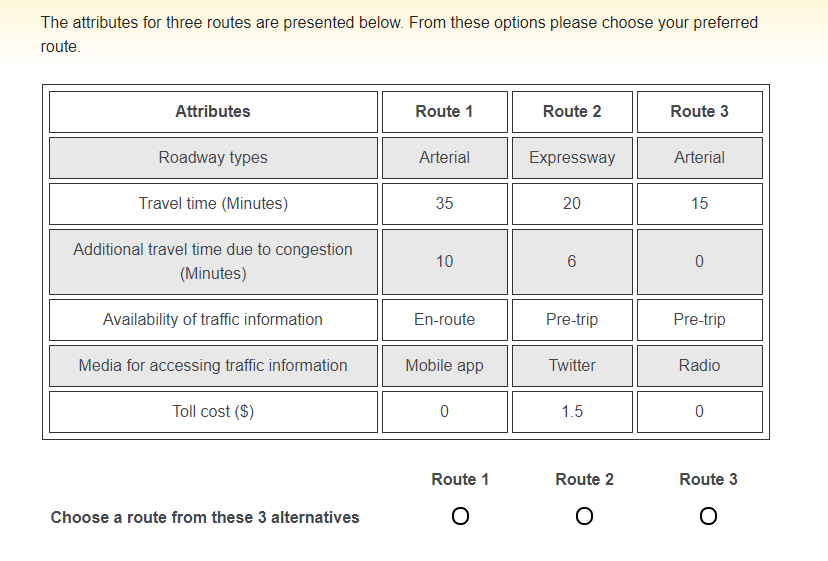 The attributes for three routes are presented below. From these options please choose your preferred
route.
Attributes Route 1 Route 2 Route 3
Roadway types Arterial Expressway Arterial
Travel time (Minutes) 35 20 15
Additional travel time due to congestion
(Minutes) 10 6 0
Availability of traffic information En-route Pre-trip Pre-trip
Media for accessing traffic information Mobile app Twitter Radio
Toll cost ($) 0 1.5 0
Route 1 Route 2 Route 3
Choose a route from these 3 alternatives